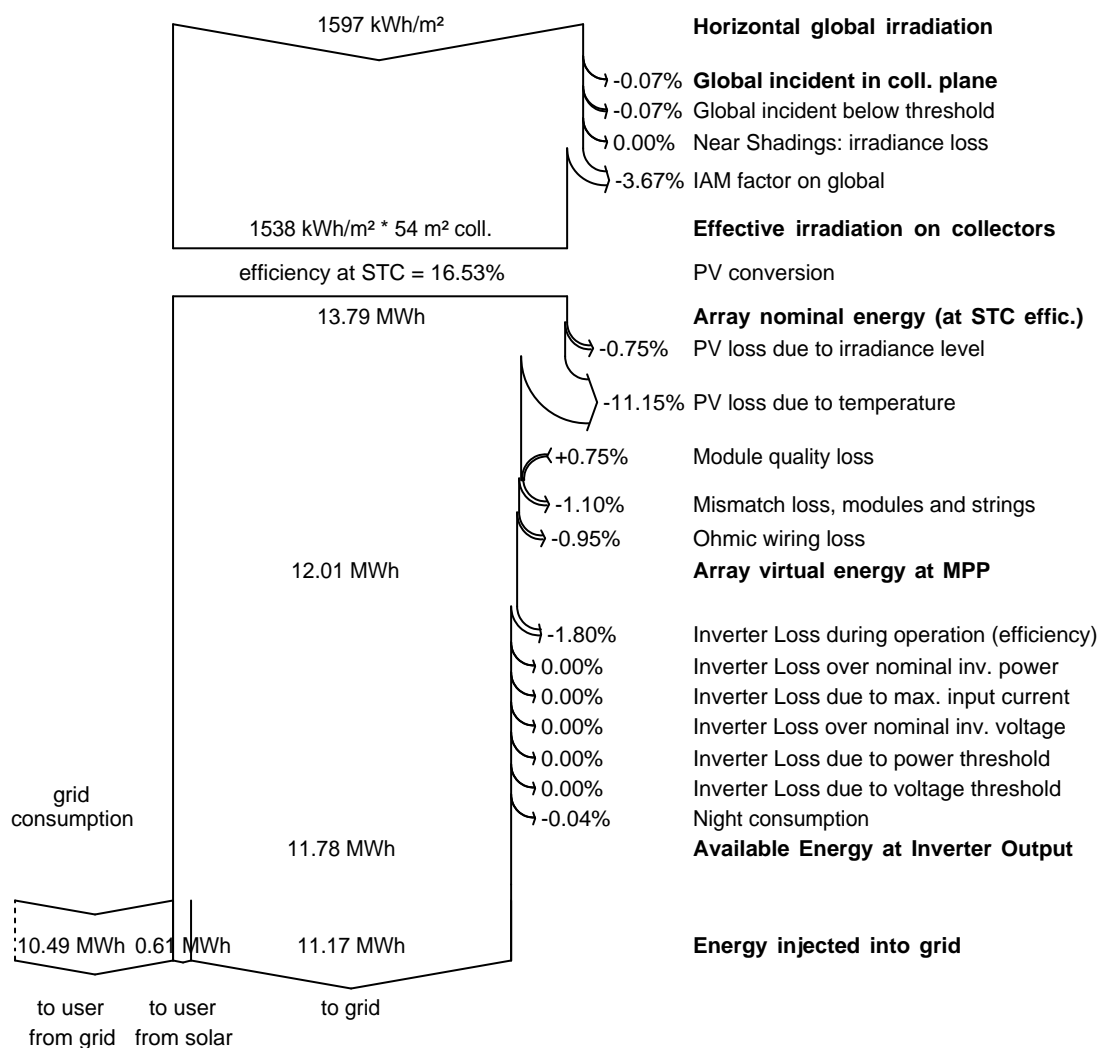 1597 kWh/m² Horizontal global irradiation
-0.07% Global incident in coll. plane
-0.07% Global incident below threshold
0.00% Near Shadings: irradiance loss
-3.67% IAM factor on global
1538 kWh/m² * 54 m² coll. Effective irradiation on collectors
efficiency at STC = 16.53% PV conversion
13.79 MWh Array nominal energy (at STC effic.)
-0.75% PV loss due to irradiance level
-11.15% PV loss due to temperature
+0.75% Module quality loss
-1.10% Mismatch loss, modules and strings
-0.95% Ohmic wiring loss
12.01 MWh Array virtual energy at MPP
-1.80% Inverter Loss during operation (efficiency)
0.00% Inverter Loss over nominal inv. power
0.00% Inverter Loss due to max. input current
0.00% Inverter Loss over nominal inv. voltage
0.00% Inverter Loss due to power threshold
0.00% Inverter Loss due to voltage threshold
grid
consumption
-0.04% Night consumption
11.78 MWh Available Energy at Inverter Output
10.49 MWh 0.61 MWh 11.17 MWh Energy injected into grid
to user to user to grid
from grid from solar